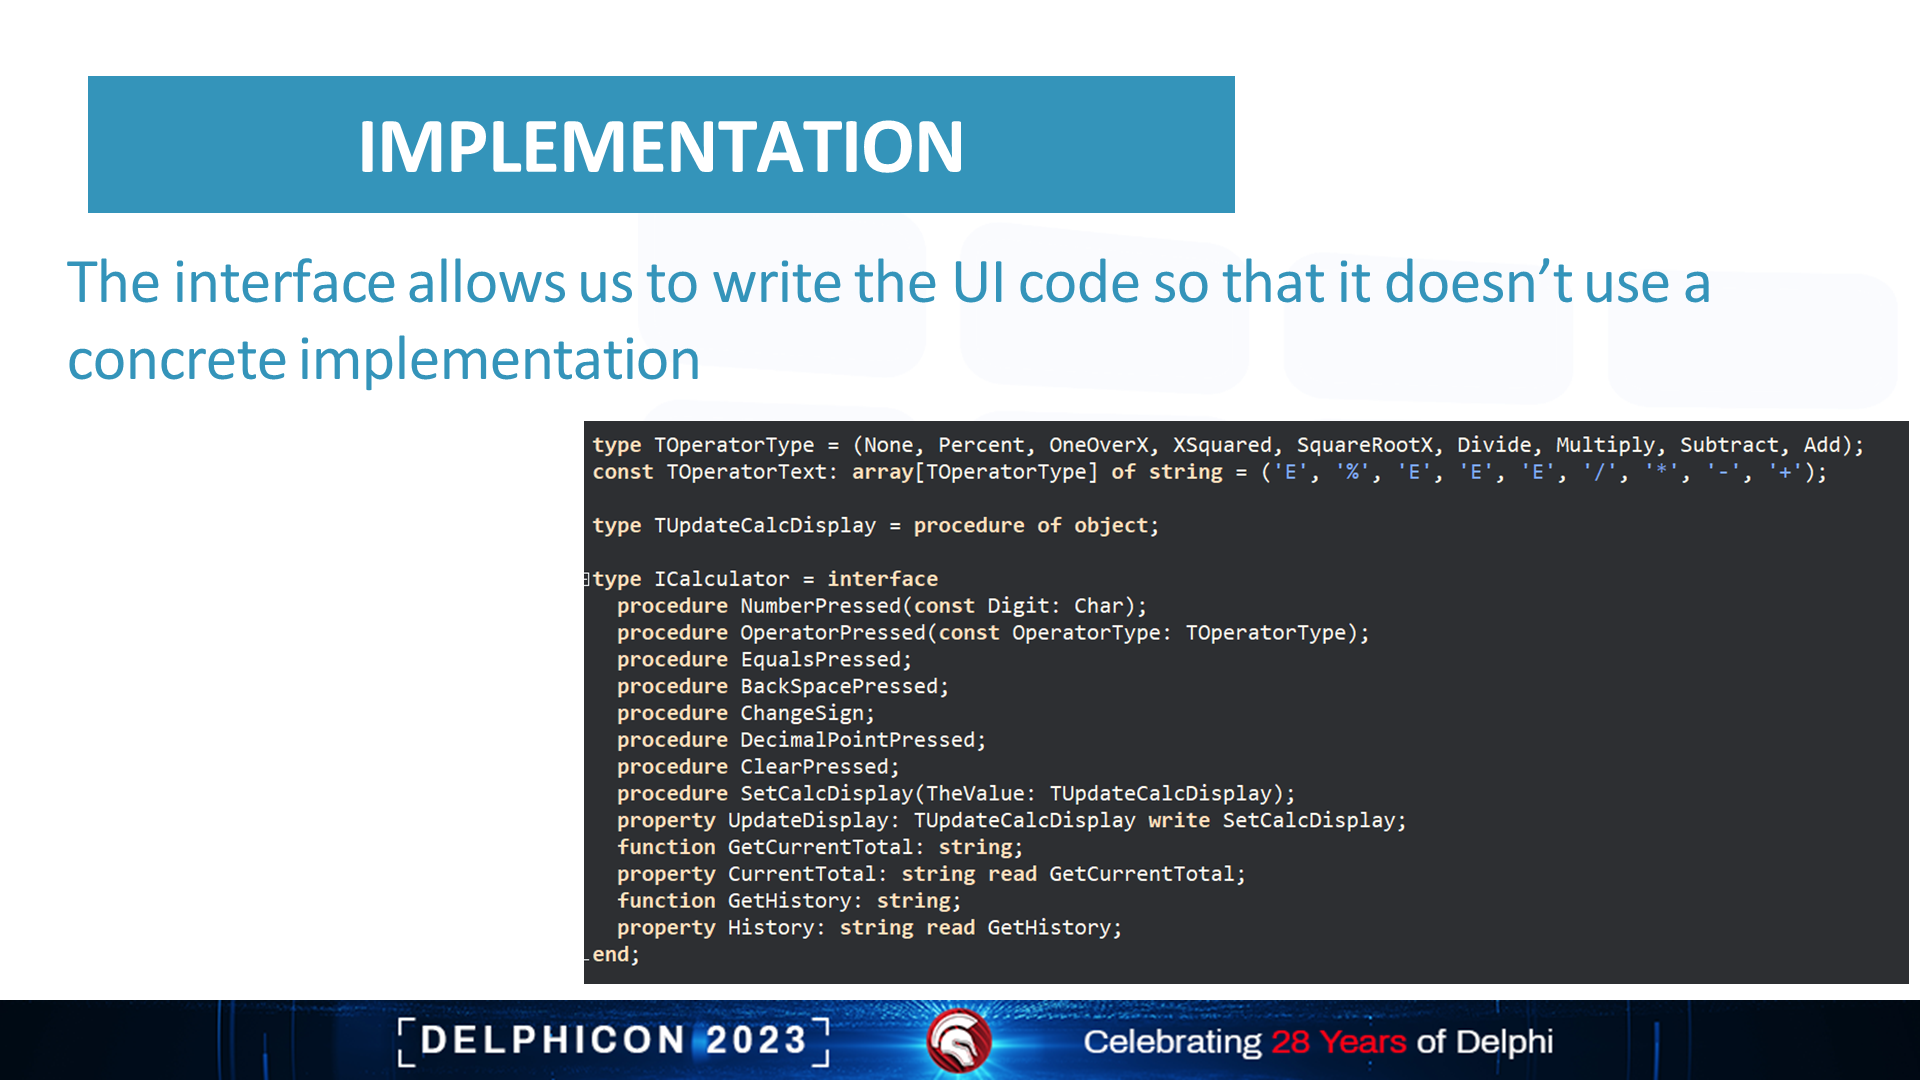 IMPLEMENTATION
The interface allows us to write the UI code so that it doesn’t use a
concrete implementation
type TOperatorType = (None, Percent, OneOverX, XSquared, SquareRootX, Divide, Multiply, Subtract, Add);
const TOperatorText: array[TOperatorType] of string = ('E', '%', 'E', 'E', 'E', '/', '*', '-', '+');
type TUpdateCalcDisplay = procedure of object;
type ICalculator = interface
procedure NumberPressed(const Digit: Char);
procedure OperatorPressed(const OperatorType: TOperatorType);
procedure EqualsPressed;
procedure BackSpacePressed;
procedure ChangeSign;
procedure DecimalPointPressed;
procedure ClearPressed;
procedure SetCalcDisplay(TheValue: TUpdateCalcDisplay);
property UpdateDisplay: TUpdateCalcDisplay write SetCalcDisplay;
function GetCurrentTotal: string;
property CurrentTotal: string read GetCurrentTotal;
function GetHistory: string;
property History: string read GetHistory;
end;
DELPHICON 2023
Celebrating 28 Years of Delphi